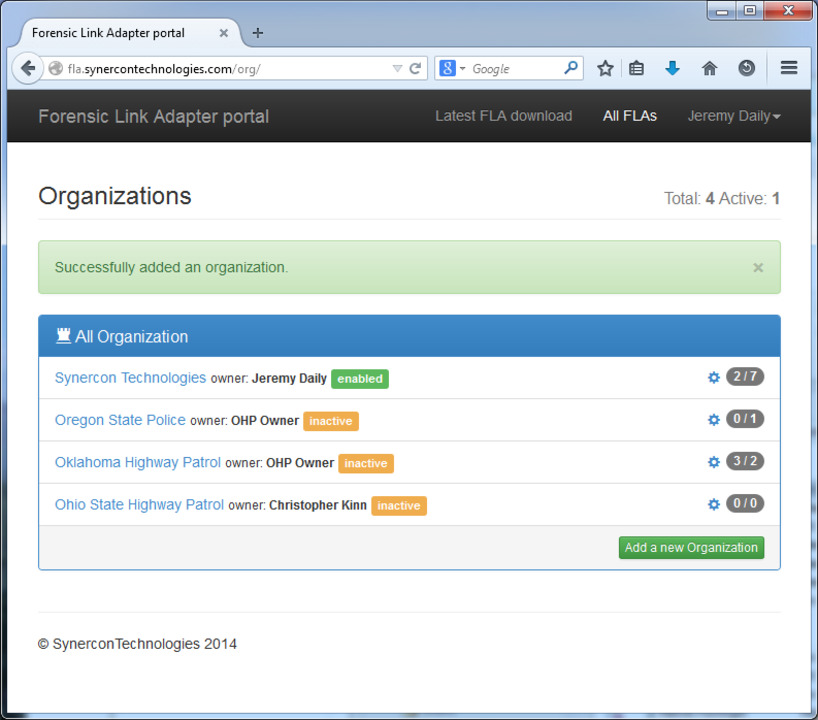 Forensic Link Adapter portal
fla.synercontechnologies.com/org/
8 Google
Forensic Link Adapter portal Latest FLA download All FLAs Jeremy Daily
Organizations Total: 4 Active: 1
Successfully added an organization. ×
All Organization
Synercon Technologies owner: Jeremy Daily enabled 2 / 7
Oregon State Police owner: OHP Owner inactive 0 / 1
Oklahoma Highway Patrol owner: OHP Owner inactive 3 / 2
Ohio State Highway Patrol owner: Christopher Kinn inactive 0 / 0
Add a new Organization
© SynerconTechnologies 2014